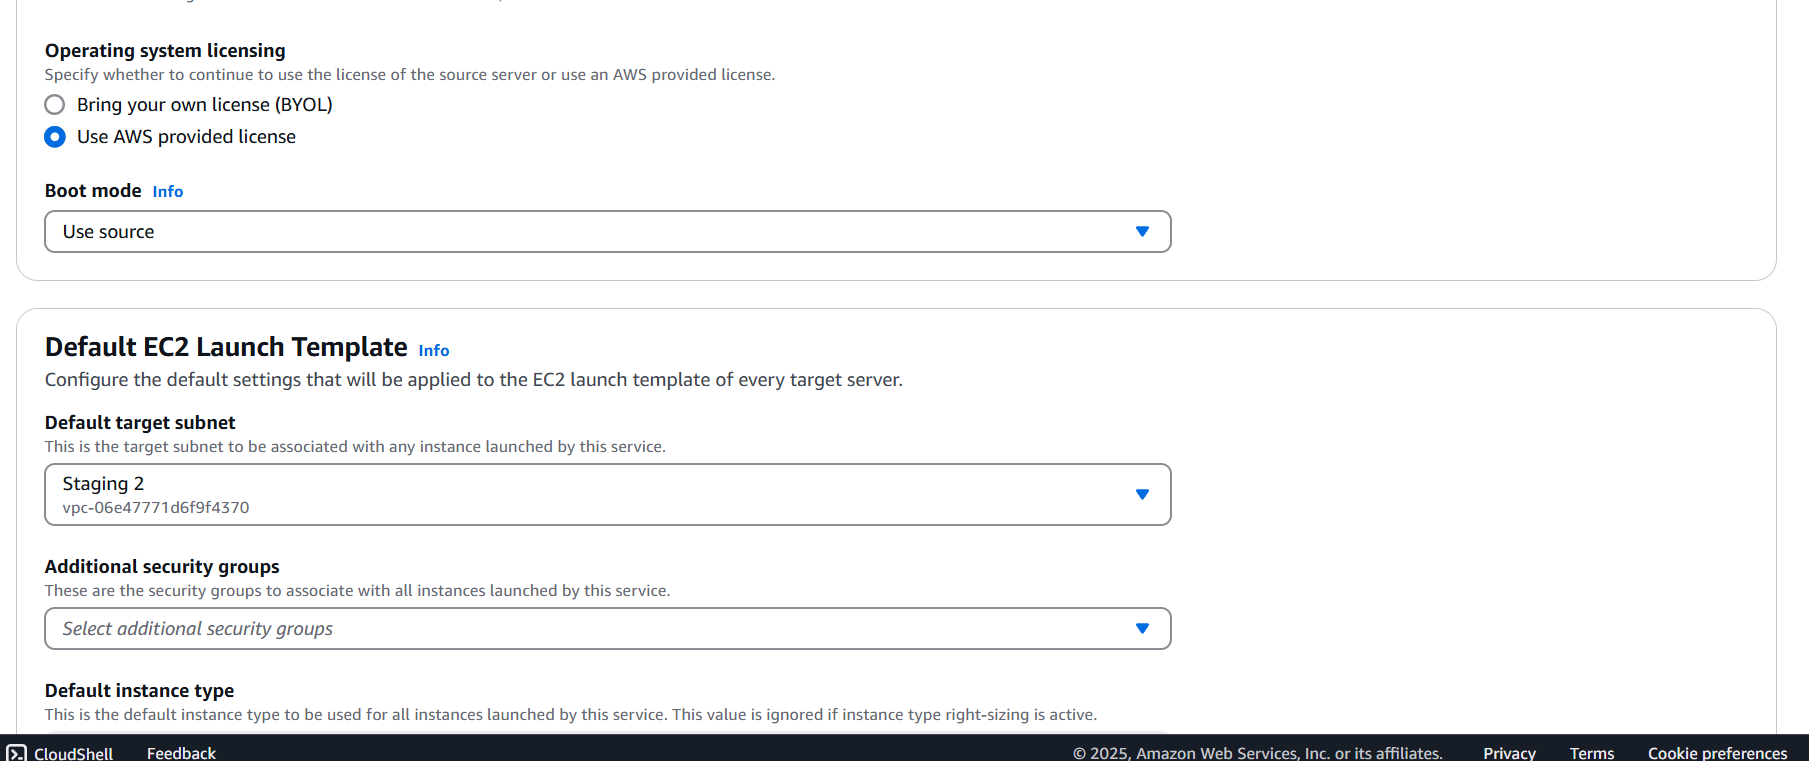 Operating system licensing
Specify whether to continue to use the license of the source server or use an AWS provided license.
Bring your own license (BYOL)
Use AWS provided license
Boot mode Info
Use source
Default EC2 Launch Template Info
Configure the default settings that will be applied to the EC2 launch template of every target server.
Default target subnet
This is the target subnet to be associated with any instance launched by this service.
Staging 2
vpc-06e47771d6f9f4370
Additional security groups
These are the security groups to associate with all instances launched by this service.
Select additional security groups
Default instance type
This is the default instance type to be used for all instances launched by this service. This value is ignored if instance type right-sizing is active.
CloudShell Feedback © 2025, Amazon Web Services, Inc. or its affiliates. Privacy Terms Cookie preferences